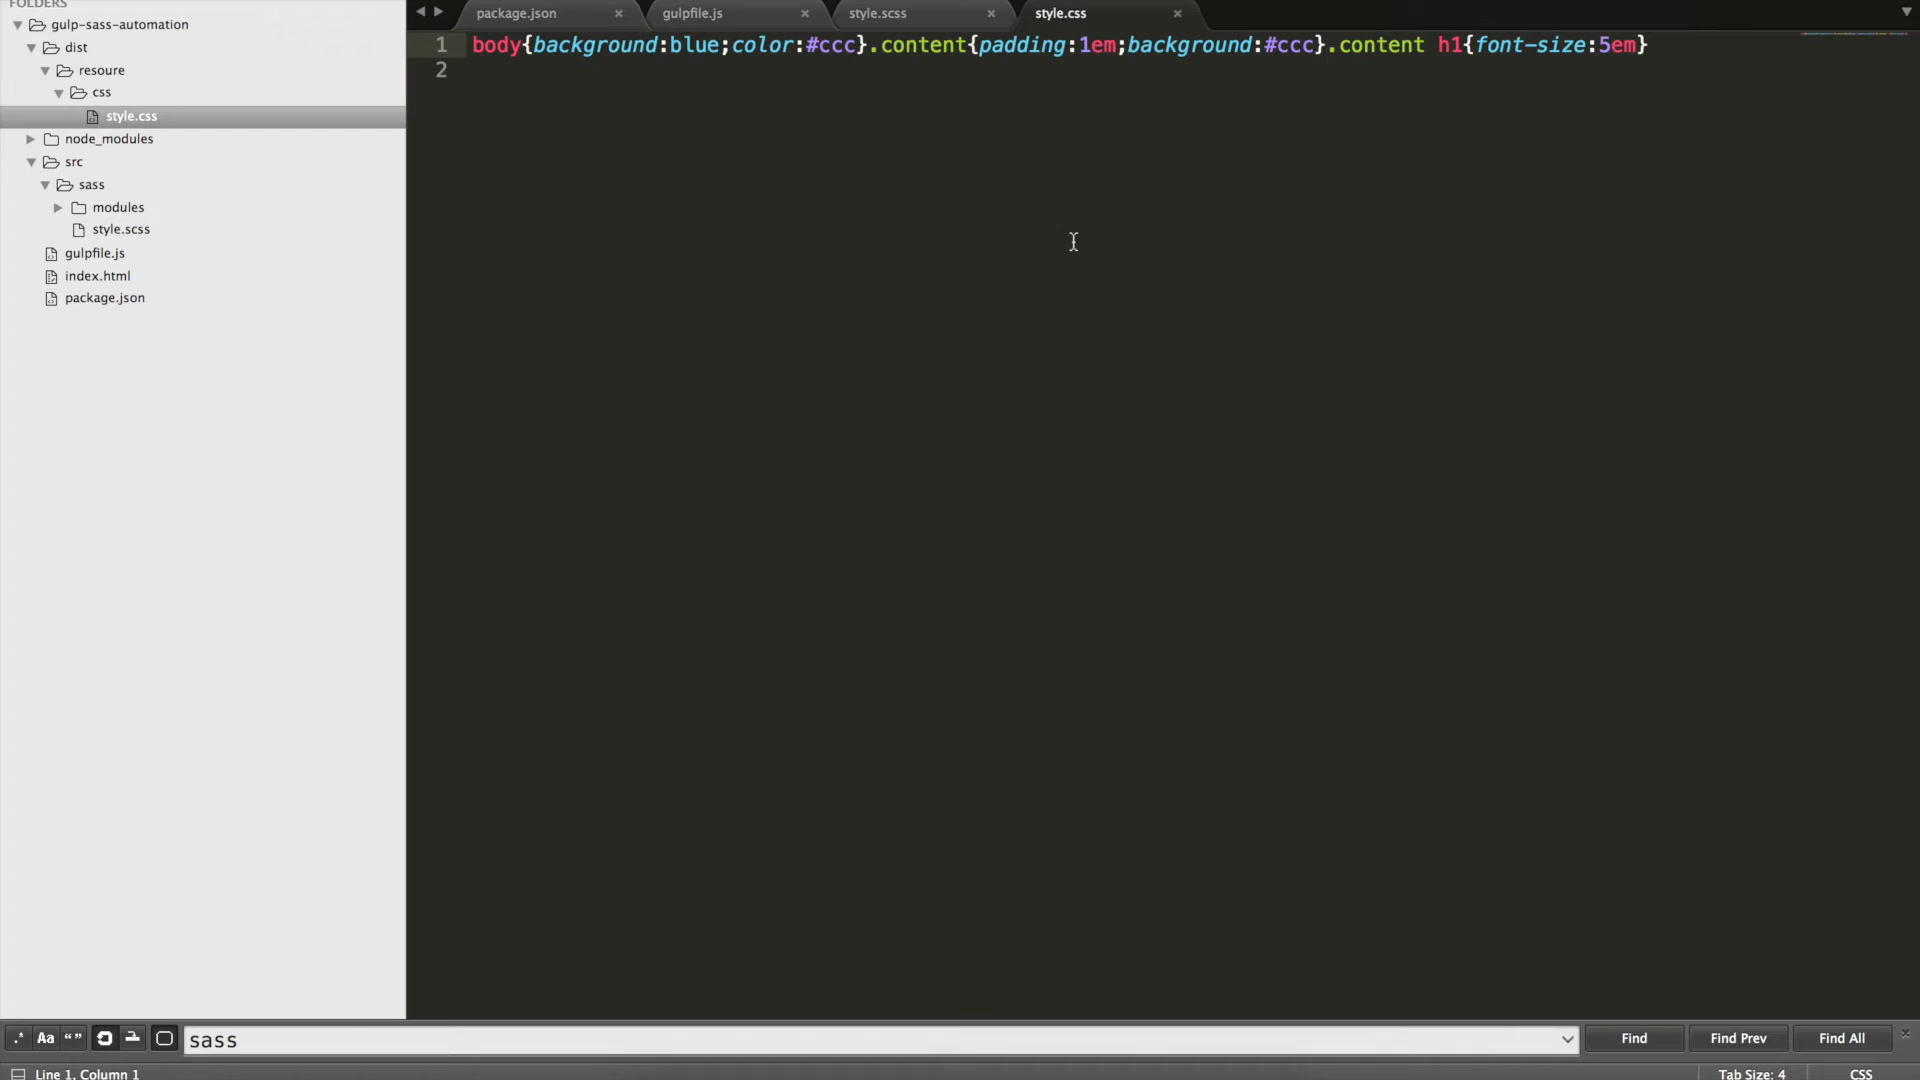 FOLDERS
gulp-sass-automation
dist
resoure
css
style.css
node_modules
src
sass
modules
style.scss
gulpfile.js
index.html
package.json
package.json × gulpfile.js × style.scss × style.css ×
1 body{background:blue;color:#ccc}.content{padding:1em;background:#ccc}.content h1{font-size:5em}
2
.* Aa “ ” sass Find Find Prev Find All ×
Line 1, Column 1 Tab Size: 4 CSS